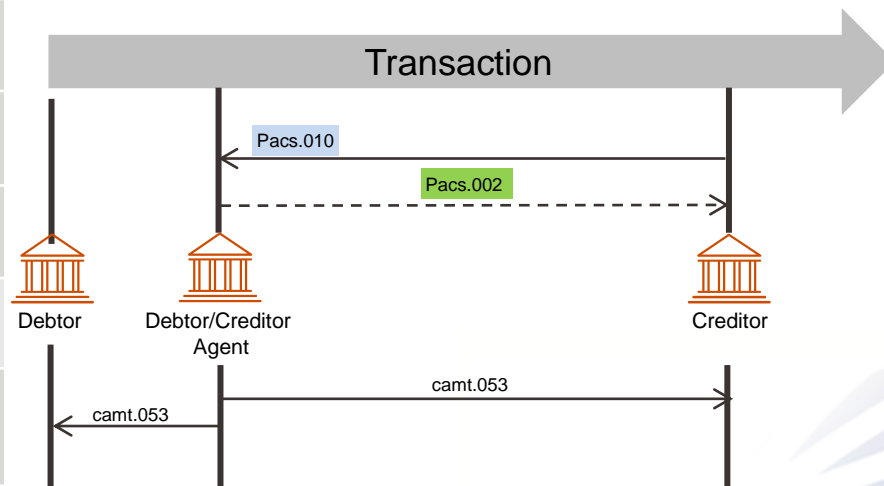 Transaction
Pacs.010
Pacs.002
Debtor
Debtor/Creditor
Agent
Creditor
camt.053
camt.053